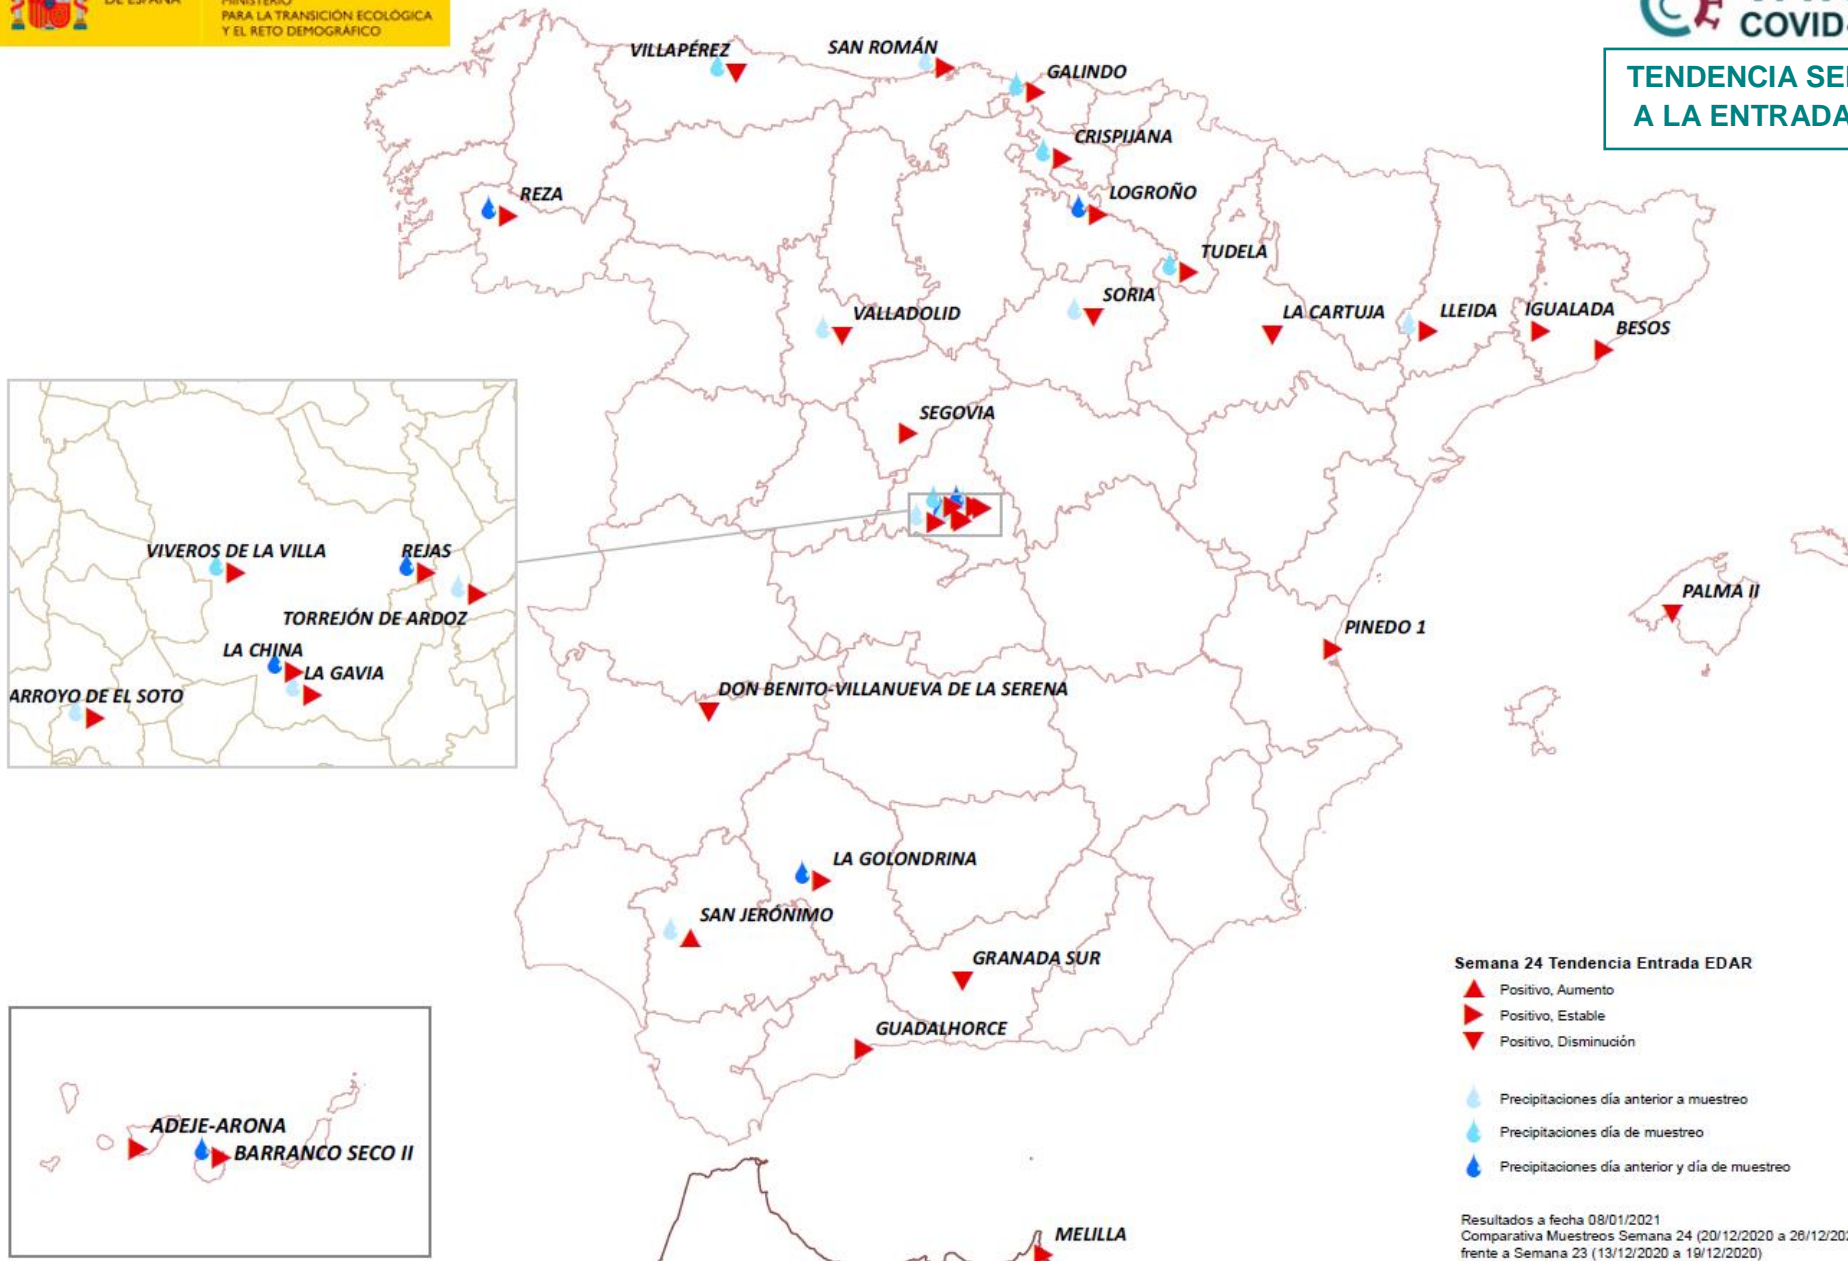 DE ESPAÑA
MINISTERIO
PARA LA TRANSICIÓN ECOLÓGICA
Y EL RETO DEMOGRÁFICO
COVID
TENDENCIA SE
A LA ENTRADA
VILLAPÉREZ
SAN ROMÁN
GALINDO
CRISPIJANA
REZA
LOGROÑO
TUDELA
SORIA
VALLADOLID
LA CARTUJA
LLEIDA
IGUALADA
BESOS
SEGOVIA
VIVEROS DE LA VILLA
REJAS
TORREJÓN DE ARDOZ
LA CHINA
LA GAVIA
ARROYO DE EL SOTO
PALMA II
PINEDO 1
DON BENITO-VILLANUEVA DE LA SERENA
LA GOLONDRINA
SAN JERÓNIMO
GRANADA SUR
GUADALHORCE
ADEJE-ARONA
BARRANCO SECO II
MELILLA
Semana 24 Tendencia Entrada EDAR
Positivo, Aumento
Positivo, Estable
Positivo, Disminución
Precipitaciones día anterior a muestreo
Precipitaciones día de muestreo
Precipitaciones día anterior y día de muestreo
Resultados a fecha 08/01/2021
Comparativa Muestreos Semana 24 (20/12/2020 a 26/12/202
frente a Semana 23 (13/12/2020 a 19/12/2020)